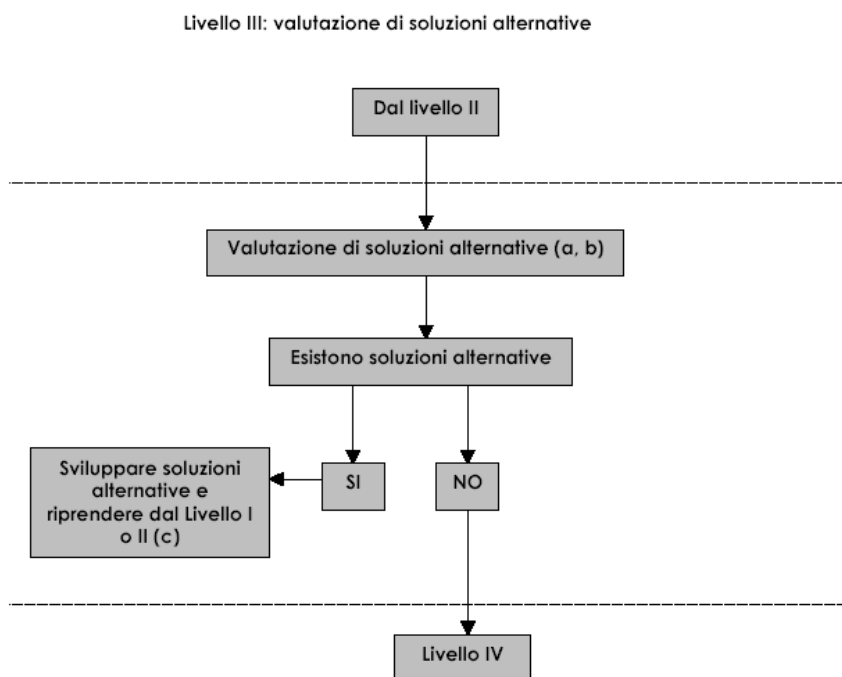 Livello III: valutazione di soluzioni alternative
Dal livello II
Valutazione di soluzioni alternative (a, b)
Esistono soluzioni alternative
Sviluppare soluzioni
alternative e
riprendere dal Livello I
o II (c)
SI
NO
Livello IV